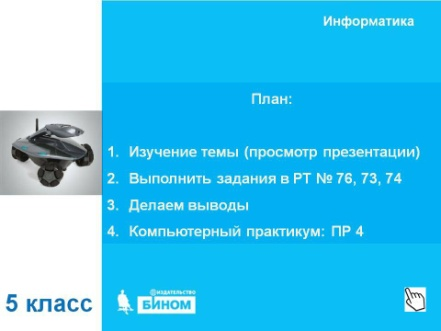 Информатика
План:
1. Изучение темы (просмотр презентации)
2. Выполнить задания в РТ № 76, 73, 74
3. Делаем выводы
4. Компьютерный практикум: ПР 4
5 класс
ИЗДАТЕЛЬСТВО
БИНОМ